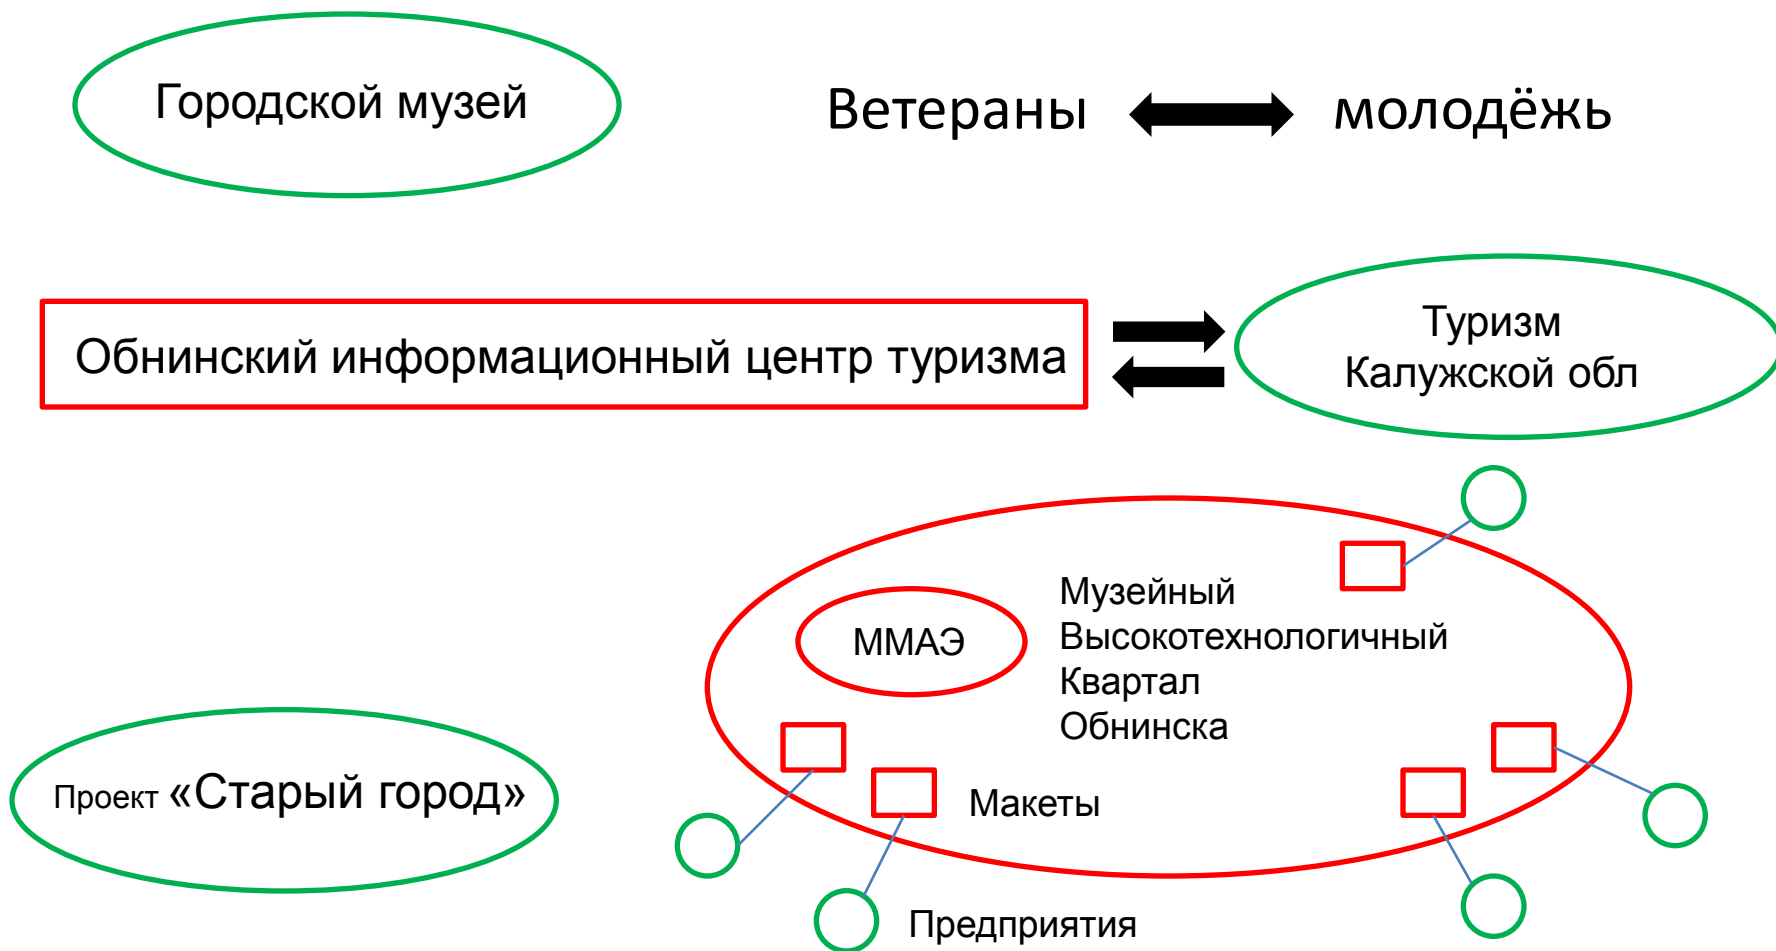 Городской музей
Ветераны молодёжь
Обнинский информационный центр туризма
Туризм
Калужской обл
ММАЭ
Музейный
Высокотехнологичный
Квартал
Обнинска
Проект «Старый город»
Макеты
Предприятия